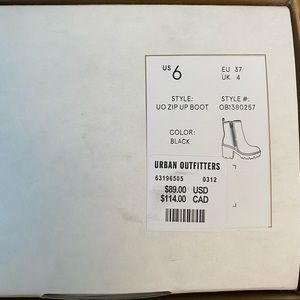 US 6
EU 37
UK 4
STYLE:
UO ZIP UP BOOT
STYLE #:
OB1380257
COLOR:
BLACK
URBAN OUTFITTERS
63196505 0312
$89.00 USD
$114.00 CAD